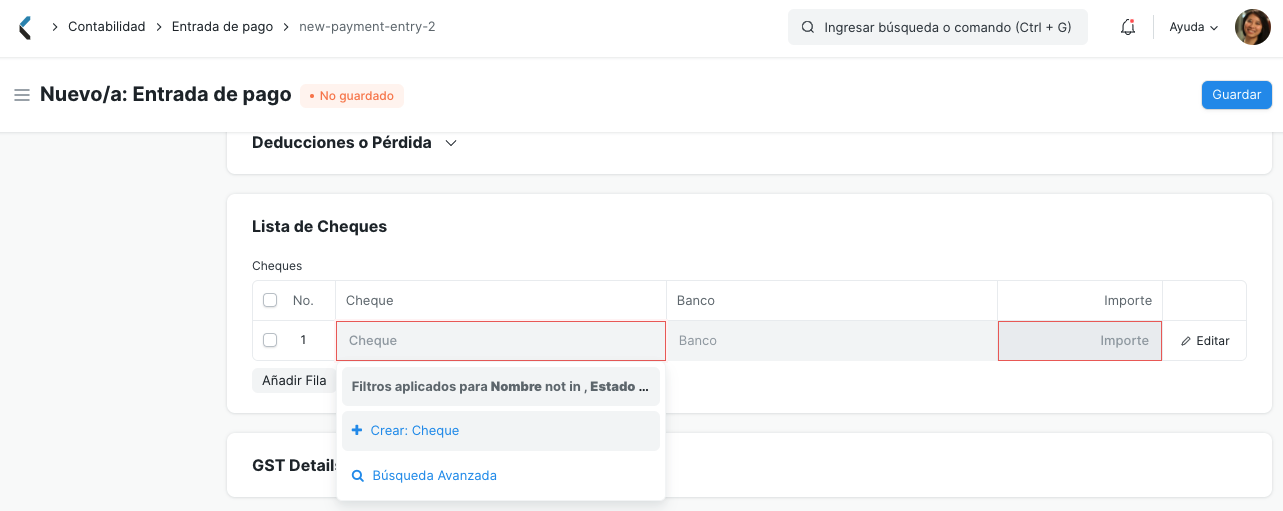 Contabilidad
Entrada de pago
new-payment-entry-2
Ingresar búsqueda o comando (Ctrl + G)
Ayuda
Nuevo/a: Entrada de pago
• No guardado
Guardar
Deducciones o Pérdida
Lista de Cheques
Cheques
No. Cheque Banco Importe
1 Cheque Banco Importe Editar
Añadir Fila
Filtros aplicados para Nombre not in , Estado ...
Crear: Cheque
GST Details
Búsqueda Avanzada